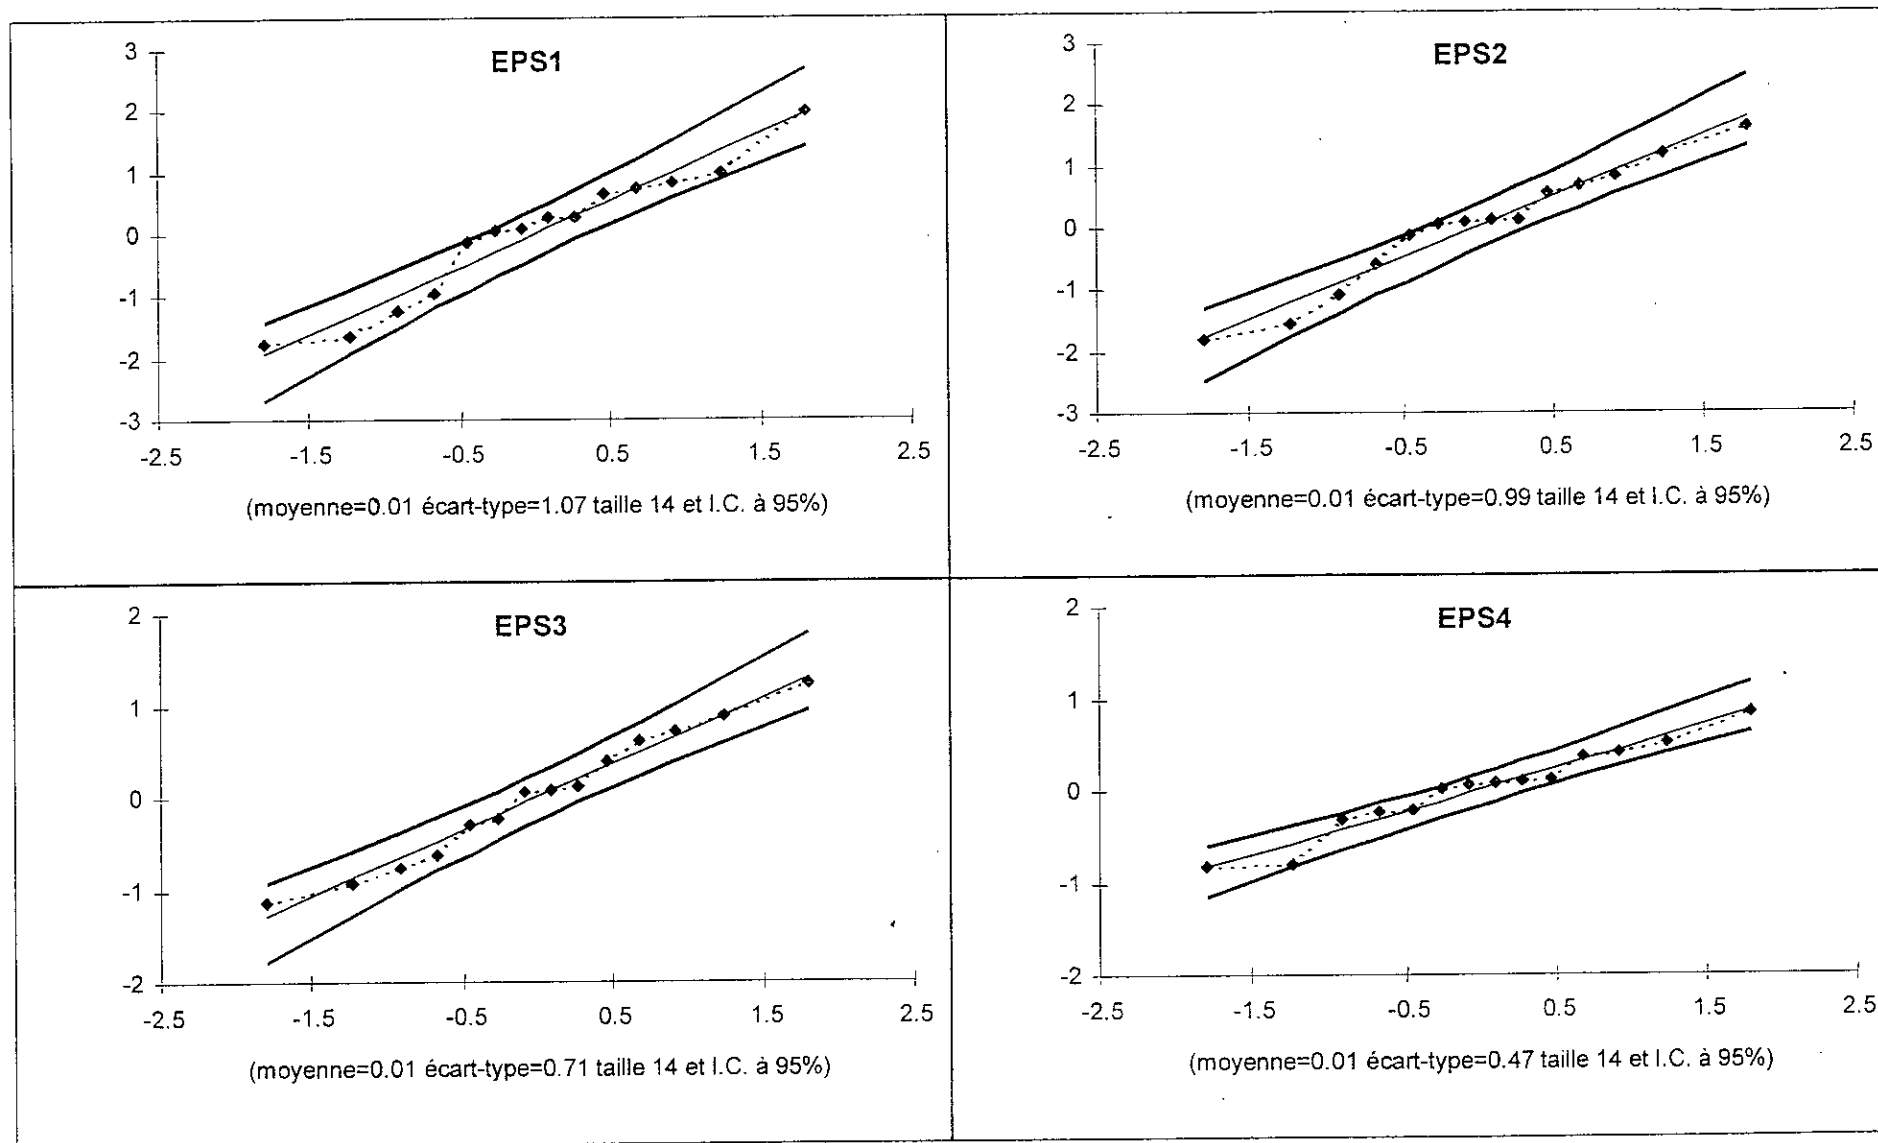 EPS1
3
2
1
0
-1
-2
-3
-2.5 -1.5 -0.5 0.5 1.5 2.5
(moyenne=0.01 écart-type=1.07 taille 14 et I.C. à 95%)
EPS2
3
2
1
0
-1
-2
-3
-2.5 -1.5 -0.5 0.5 1.5 2.5
(moyenne=0.01 écart-type=0.99 taille 14 et I.C. à 95%)
EPS3
2
1
0
-1
-2
-2.5 -1.5 -0.5 0.5 1.5 2.5
(moyenne=0.01 écart-type=0.71 taille 14 et I.C. à 95%)
EPS4
2
1
0
-1
-2
-2.5 -1.5 -0.5 0.5 1.5 2.5
(moyenne=0.01 écart-type=0.47 taille 14 et I.C. à 95%)